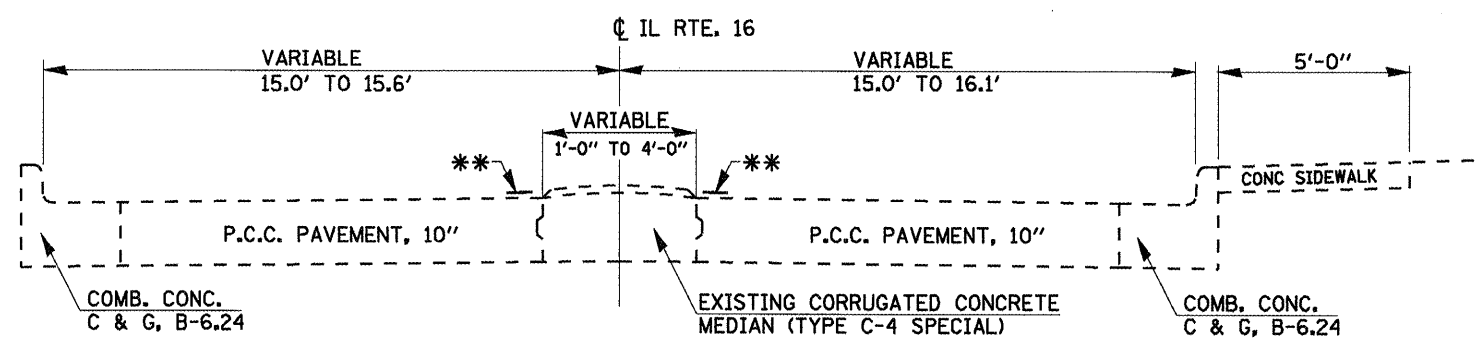 ℄ IL RTE. 16
VARIABLE
15.0' TO 15.6'
VARIABLE
15.0' TO 16.1'
5'-0"
VARIABLE
1'-0" TO 4'-0"
**
**
CONC SIDEWALK
P.C.C. PAVEMENT, 10"
P.C.C. PAVEMENT, 10"
COMB. CONC.
C & G, B-6.24
EXISTING CORRUGATED CONCRETE
MEDIAN (TYPE C-4 SPECIAL)
COMB. CONC.
C & G, B-6.24